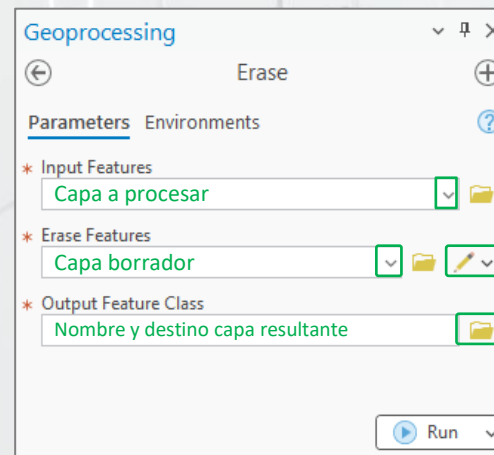 Geoprocessing
Erase
Parameters Environments
* Input Features
Capa a procesar
* Erase Features
Capa borrador
* Output Feature Class
Nombre y destino capa resultante
Run